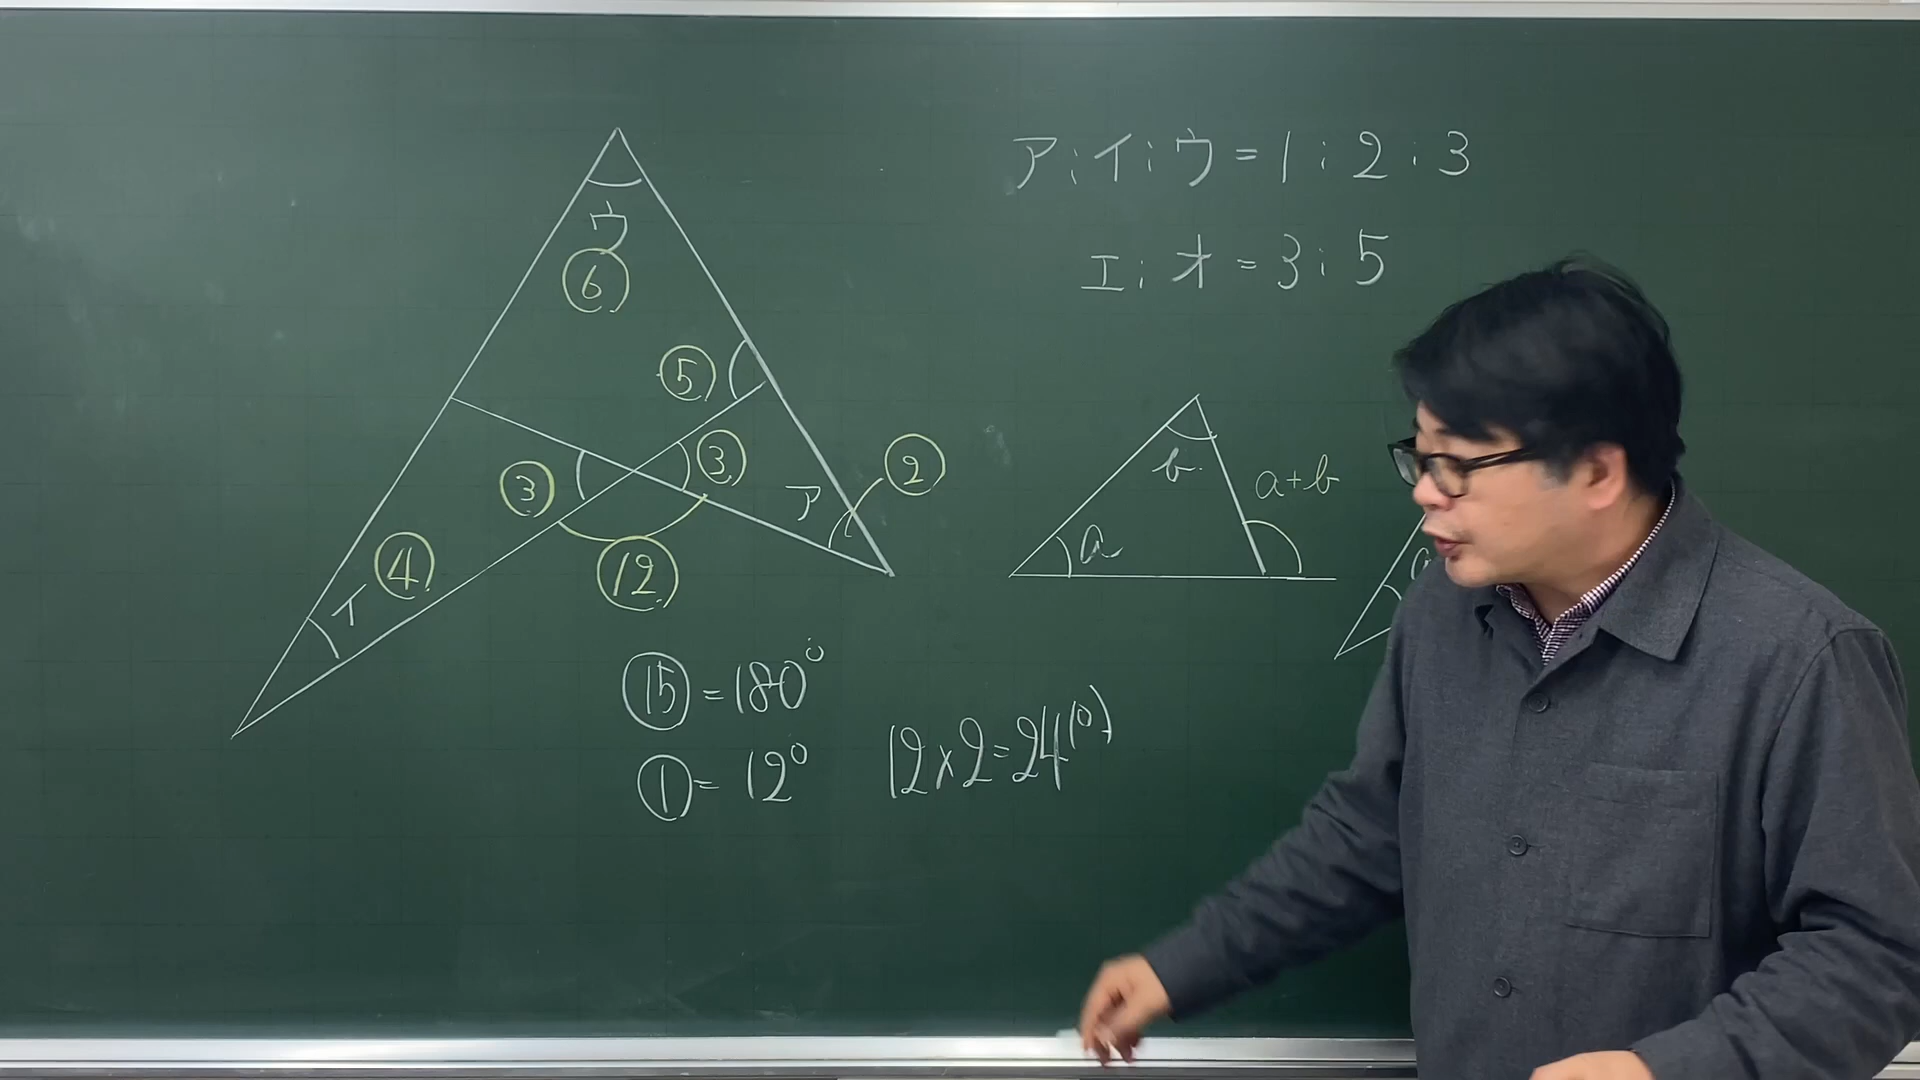 ア:イ:ウ=1:2:3
エ:オ=3:5
ウ
⑥
⑤
③
③
ア
②
④
イ
⑫
b
a+b
a
a
⑮=180°
①=12°
12×2=24(°)